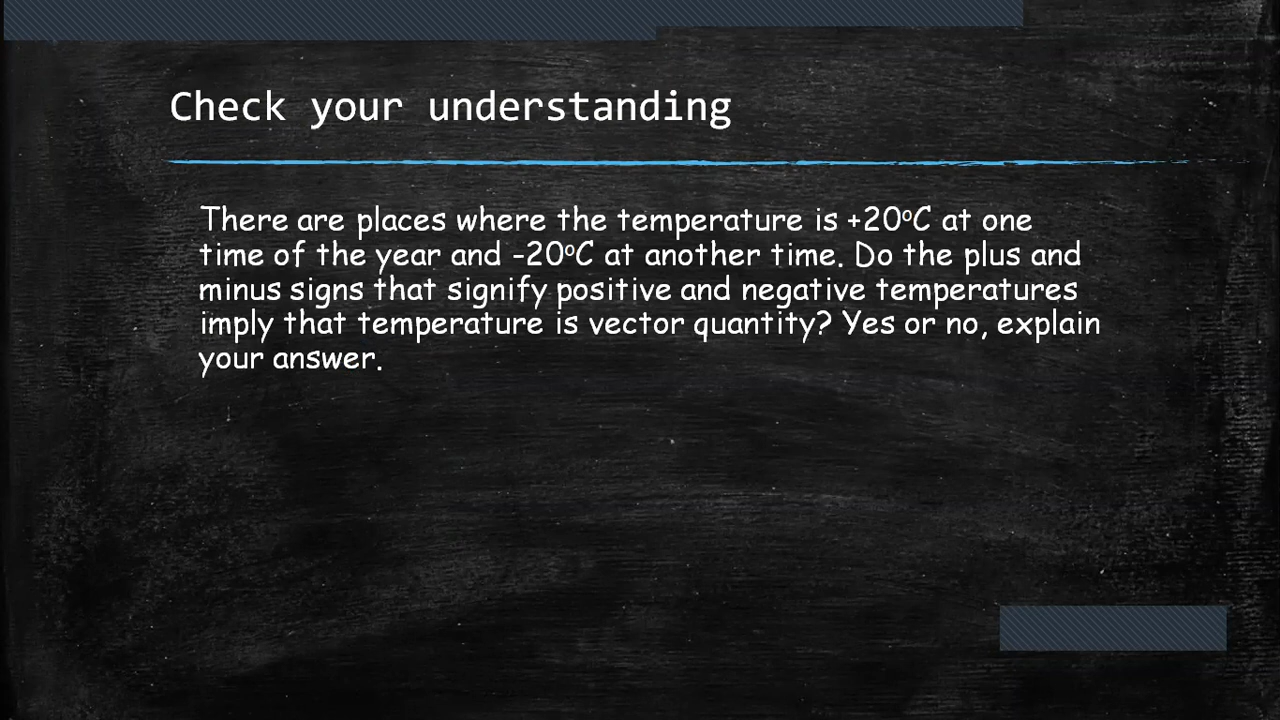 Check your understanding
There are places where the temperature is +20ºC at one
time of the year and -20ºC at another time. Do the plus and
minus signs that signify positive and negative temperatures
imply that temperature is vector quantity? Yes or no, explain
your answer.